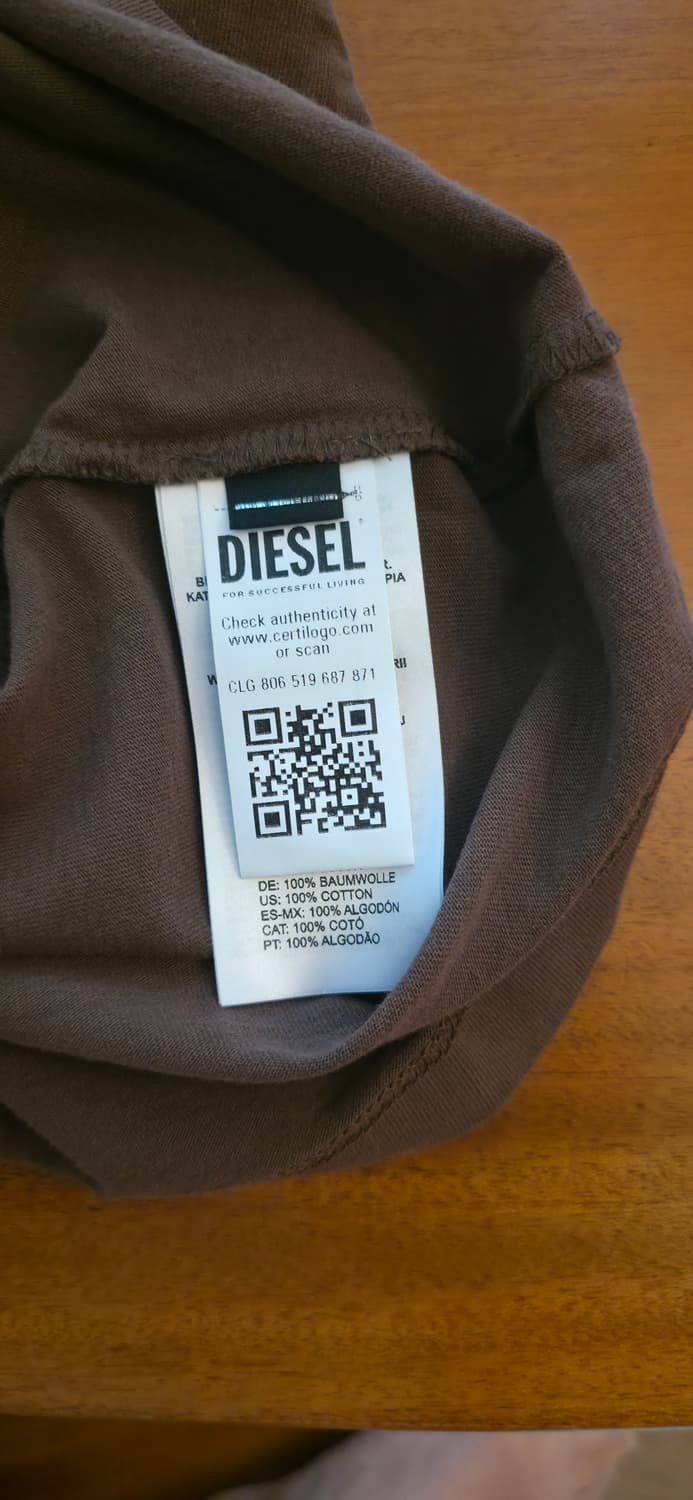 DIESEL
FOR SUCCESSFUL LIVING
Check authenticity at
www.certilogo.com
or scan
CLG 806 519 687 871
DE: 100% BAUMWOLLE
US: 100% COTTON
ES-MX: 100% ALGODÓN
CAT: 100% COTÓ
PT: 100% ALGODÃO